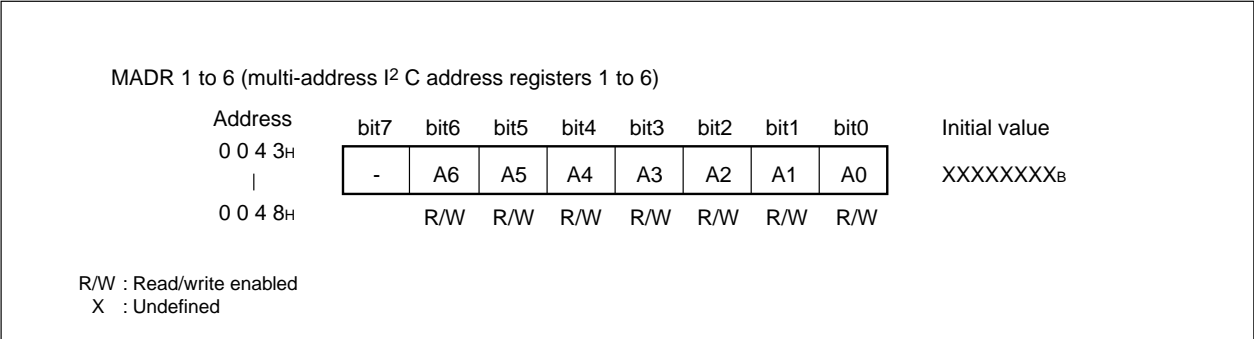 MADR 1 to 6 (multi-address I2 C address registers 1 to 6)
Address bit7 bit6 bit5 bit4 bit3 bit2 bit1 bit0 Initial value
0 0 4 3H
| - A6 A5 A4 A3 A2 A1 A0 XXXXXXXXB
0 0 4 8H R/W R/W R/W R/W R/W R/W R/W
R/W : Read/write enabled
X : Undefined